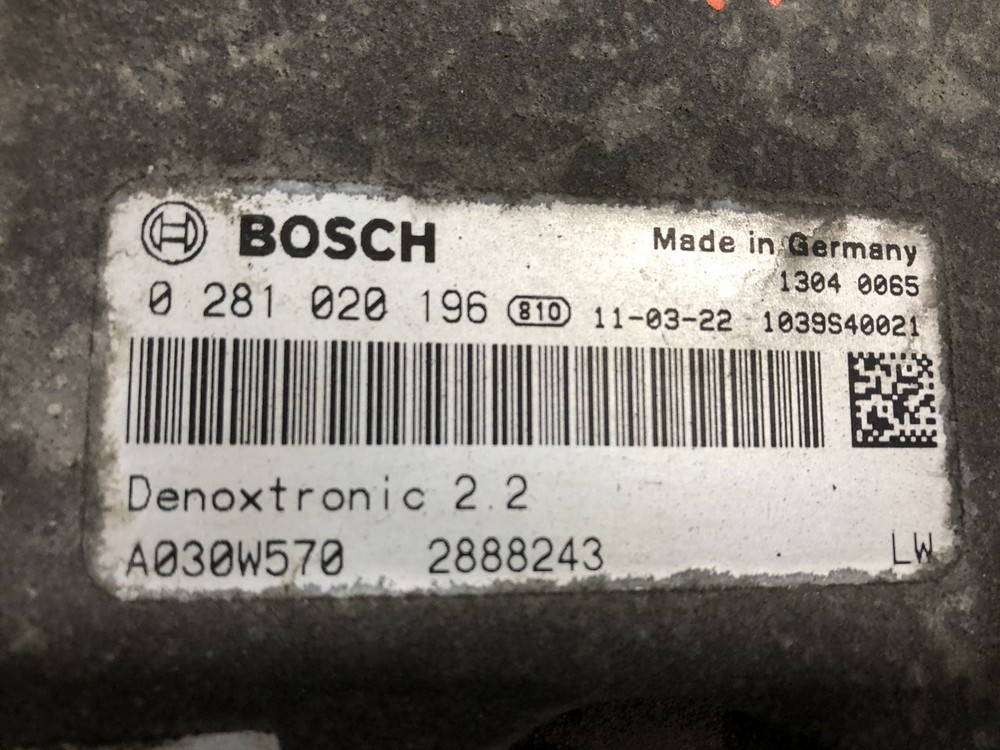 BOSCH Made in Germany
1304 0065
0 281 020 196 810 11-03-22 1039S40021
Denoxtronic 2.2
A030W570 2888243 LW